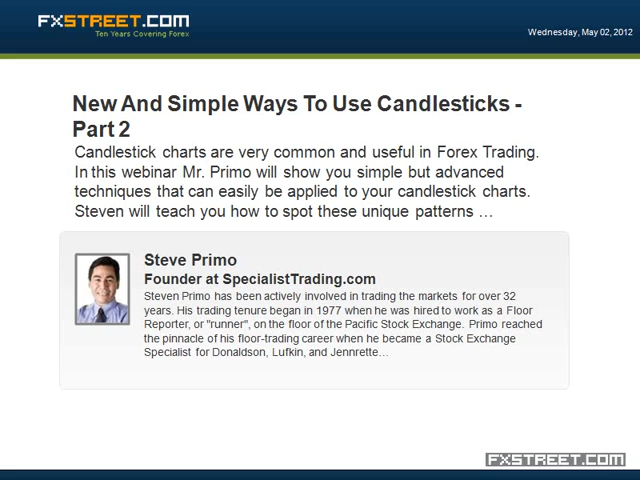 FXSTREET.COM
Ten Years Covering Forex
Wednesday, May 02, 2012
New And Simple Ways To Use Candlesticks -
Part 2
Candlestick charts are very common and useful in Forex Trading.
In this webinar Mr. Primo will show you simple but advanced
techniques that can easily be applied to your candlestick charts.
Steven will teach you how to spot these unique patterns …
Steve Primo
Founder at SpecialistTrading.com
Steven Primo has been actively involved in trading the markets for over 32
years. His trading tenure began in 1977 when he was hired to work as a Floor
Reporter, or "runner", on the floor of the Pacific Stock Exchange. Primo reached
the pinnacle of his floor-trading career when he became a Stock Exchange
Specialist for Donaldson, Lufkin, and Jennrette…
FXSTREET.COM